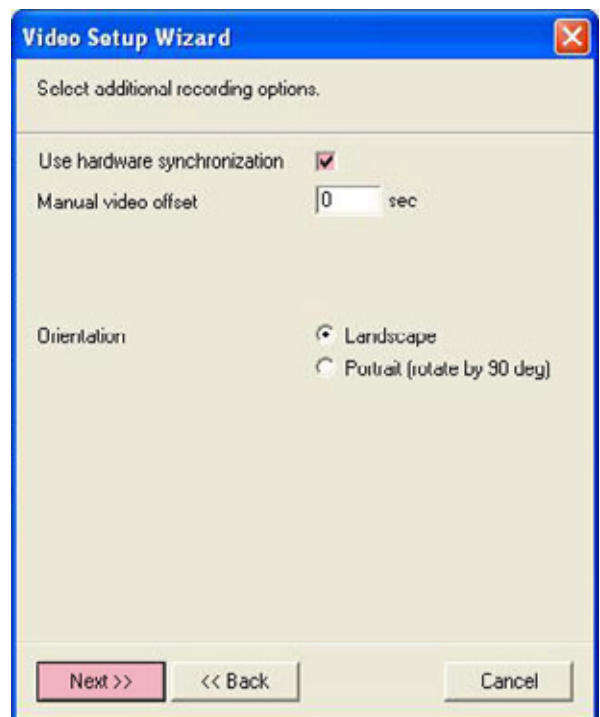 Video Setup Wizard
Select additional recording options.
Use hardware synchronization
Manual video offset 0 sec
Orientation Landscape
Portrait (rotate by 90 deg)
Next >> << Back Cancel